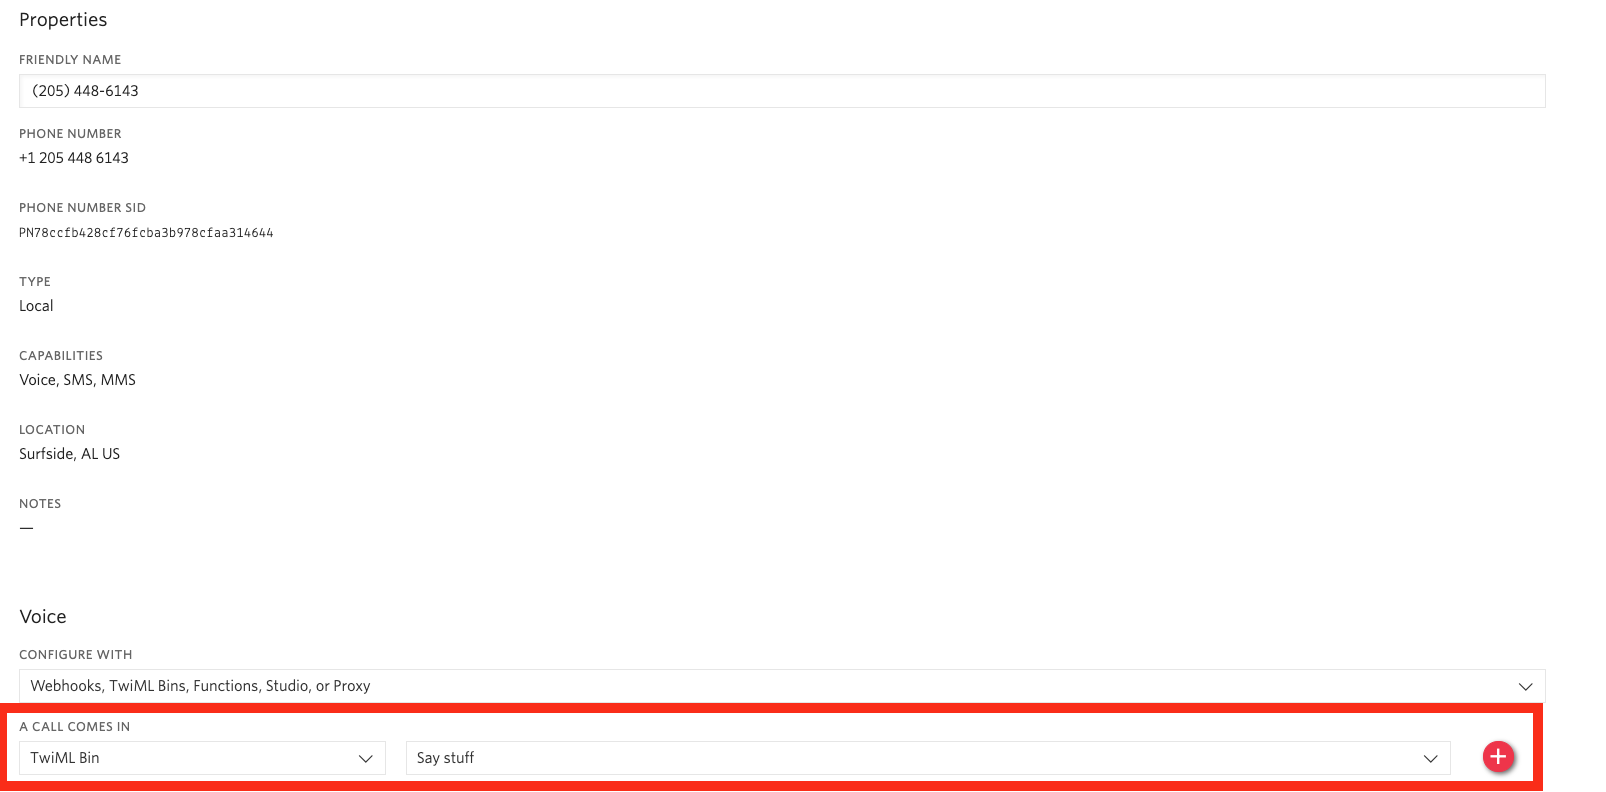 Properties
FRIENDLY NAME
(205) 448-6143
PHONE NUMBER
+1 205 448 6143
PHONE NUMBER SID
PN78ccfb428cf76fcba3b978cfaa314644
TYPE
Local
CAPABILITIES
Voice, SMS, MMS
LOCATION
Surfside, AL US
NOTES
—
Voice
CONFIGURE WITH
Webhooks, TwiML Bins, Functions, Studio, or Proxy
A CALL COMES IN
TwiML Bin Say stuff